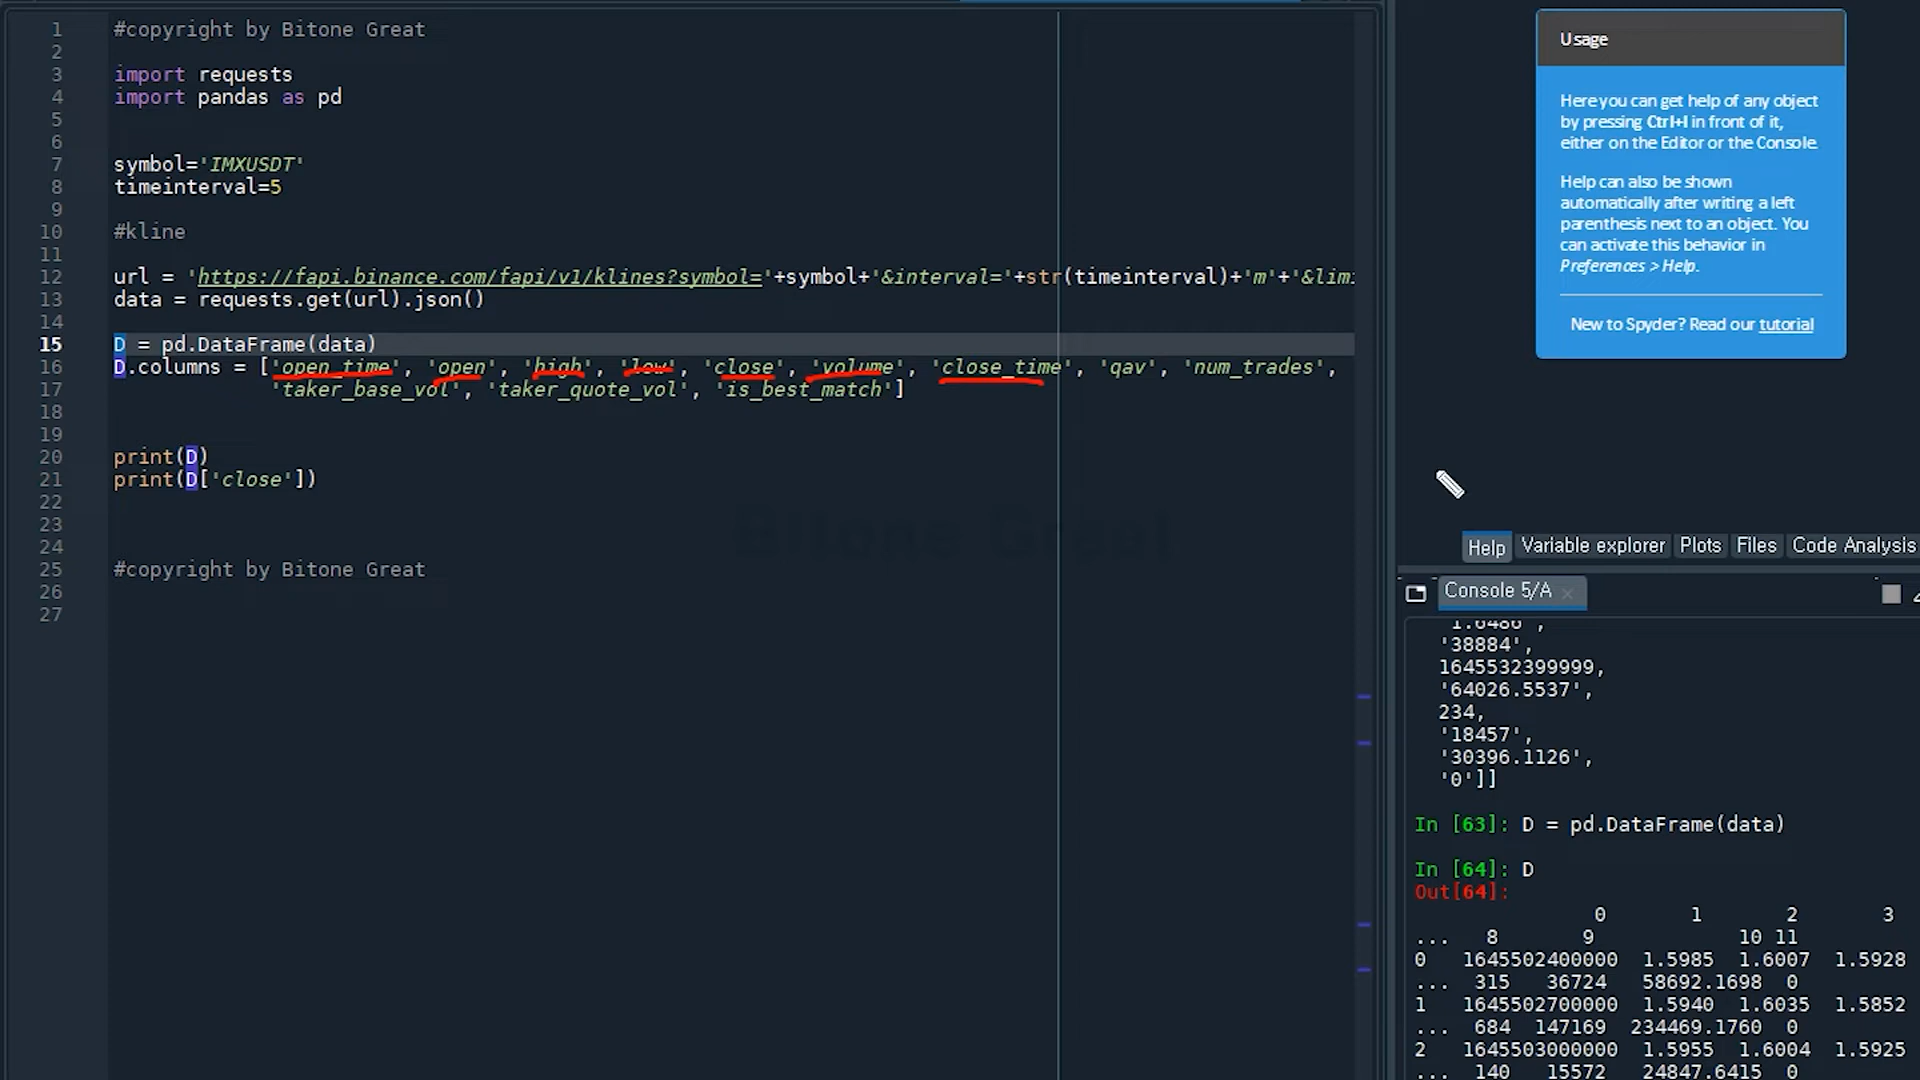 1 #copyright by Bitone Great
2
3 import requests
4 import pandas as pd
5
6
7 symbol='IMXUSDT'
8 timeinterval=5
9
10 #kline
11
12 url = 'https://fapi.binance.com/fapi/v1/klines?symbol='+symbol+'&interval='+str(timeinterval)+'m'+'&limi
13 data = requests.get(url).json()
14
15 D = pd.DataFrame(data)
16 D.columns = ['open_time', 'open', 'high', 'low', 'close', 'volume', 'close_time', 'qav', 'num_trades',
17 'taker_base_vol', 'taker_quote_vol', 'is_best_match']
18
19
20 print(D)
21 print(D['close'])
22
23
24
25 #copyright by Bitone Great
26
27
Bitone Great
Usage
Here you can get help of any object
by pressing Ctrl+I in front of it,
either on the Editor or the Console.
Help can also be shown
automatically after writing a left
parenthesis next to an object. You
can activate this behavior in
Preferences > Help.
New to Spyder? Read our tutorial
Help Variable explorer Plots Files Code Analysis
Console 5/A
'1.6486',
'38884',
1645532399999,
'64026.5537',
234,
'18457',
'30396.1126',
'0']]
In [63]: D = pd.DataFrame(data)
In [64]: D
Out[64]:
0 1 2 3
... 8 9 10 11
0 1645502400000 1.5985 1.6007 1.5928
... 315 36724 58692.1698 0
1 1645502700000 1.5940 1.6035 1.5852
... 684 147169 234469.1760 0
2 1645503000000 1.5955 1.6004 1.5925
... 140 15572 24847.6415 0